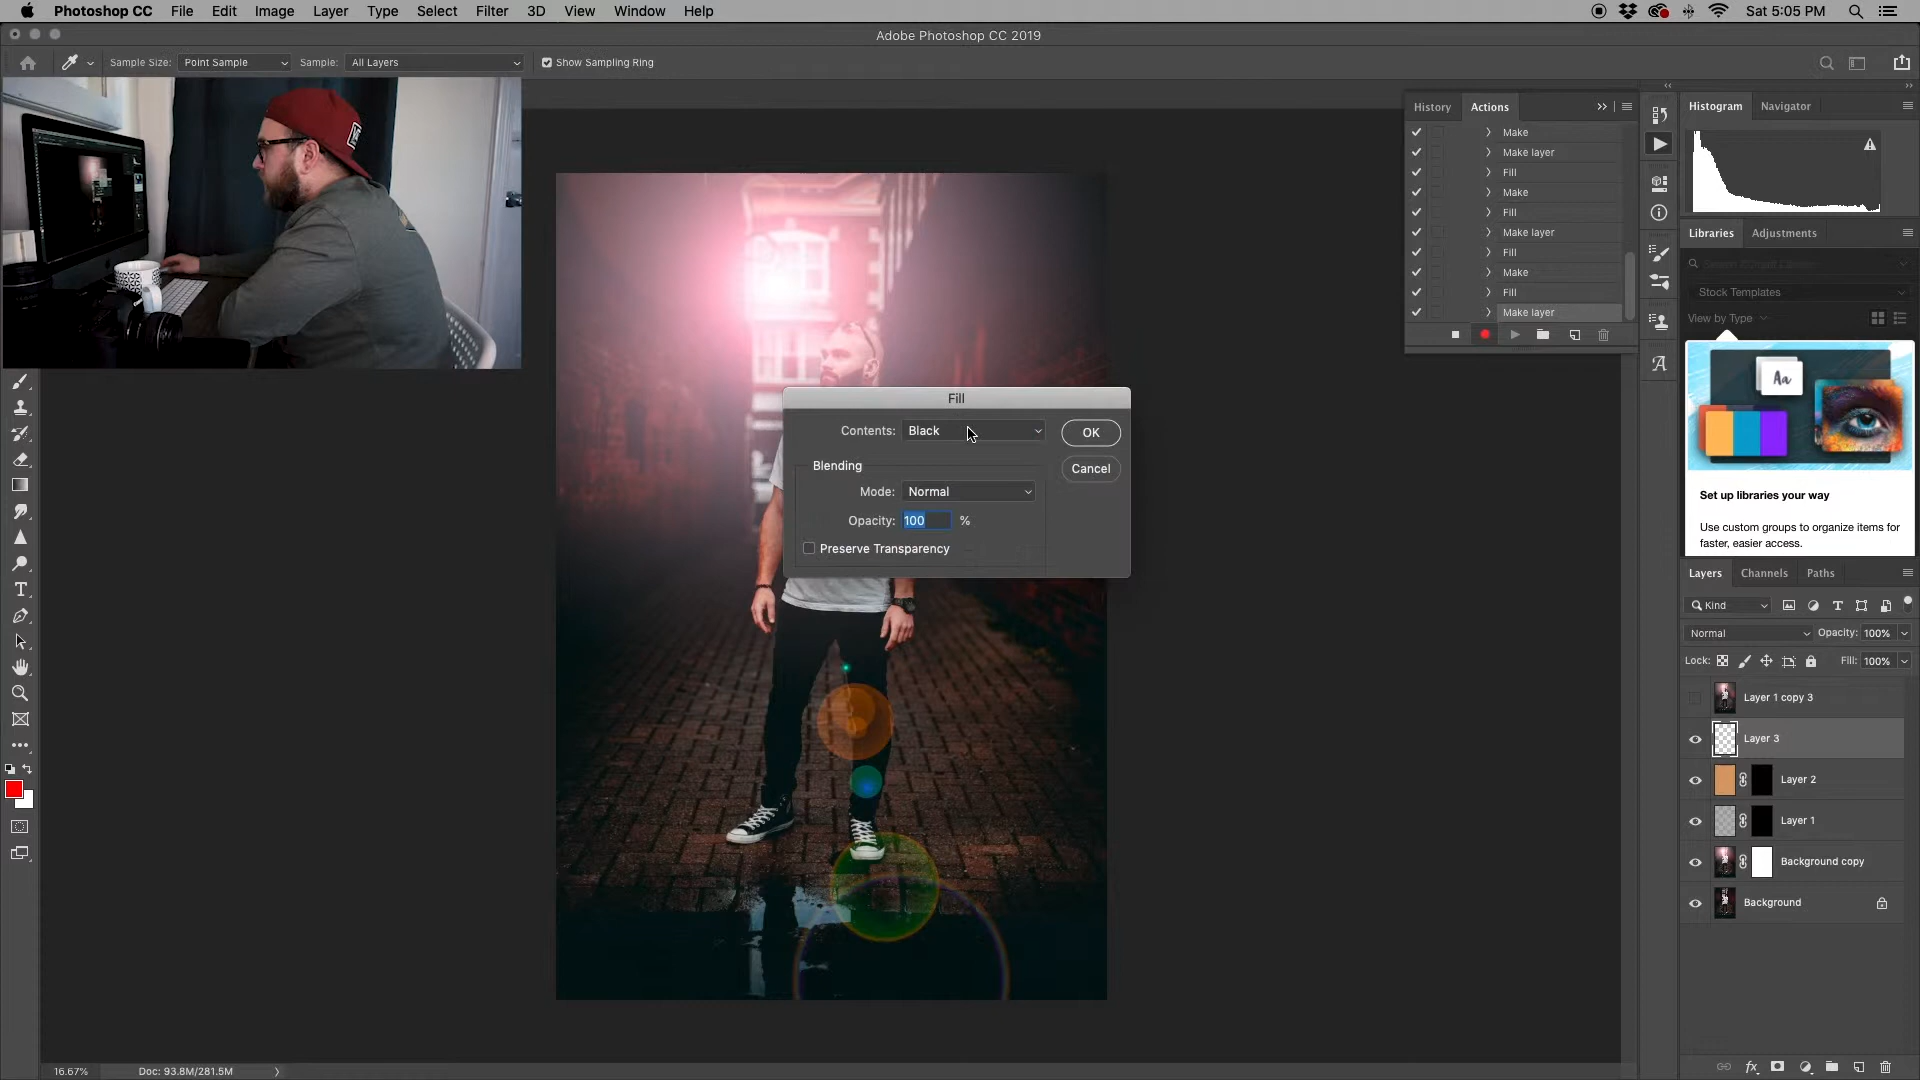 Photoshop CC File Edit Image Layer Type Select Filter 3D View Window Help Sat 5:05 PM
Adobe Photoshop CC 2019
Sample Size: Point Sample Sample: All Layers Show Sampling Ring
History Actions
Make
Make layer
Fill
Make
Fill
Make layer
Fill
Make
Fill
Make layer
Histogram Navigator
Libraries Adjustments
Stock Templates
View by Type
Aa
Set up libraries your way
Use custom groups to organize items for
faster, easier access.
Fill
Contents: Black
OK
Blending
Cancel
Mode: Normal
Opacity: 100 %
Preserve Transparency
Layers Channels Paths
Kind
Normal Opacity: 100%
Lock: Fill: 100%
Layer 1 copy 3
Layer 3
Layer 2
Layer 1
Background copy
Background
16.67% Doc: 93.8M/281.5M